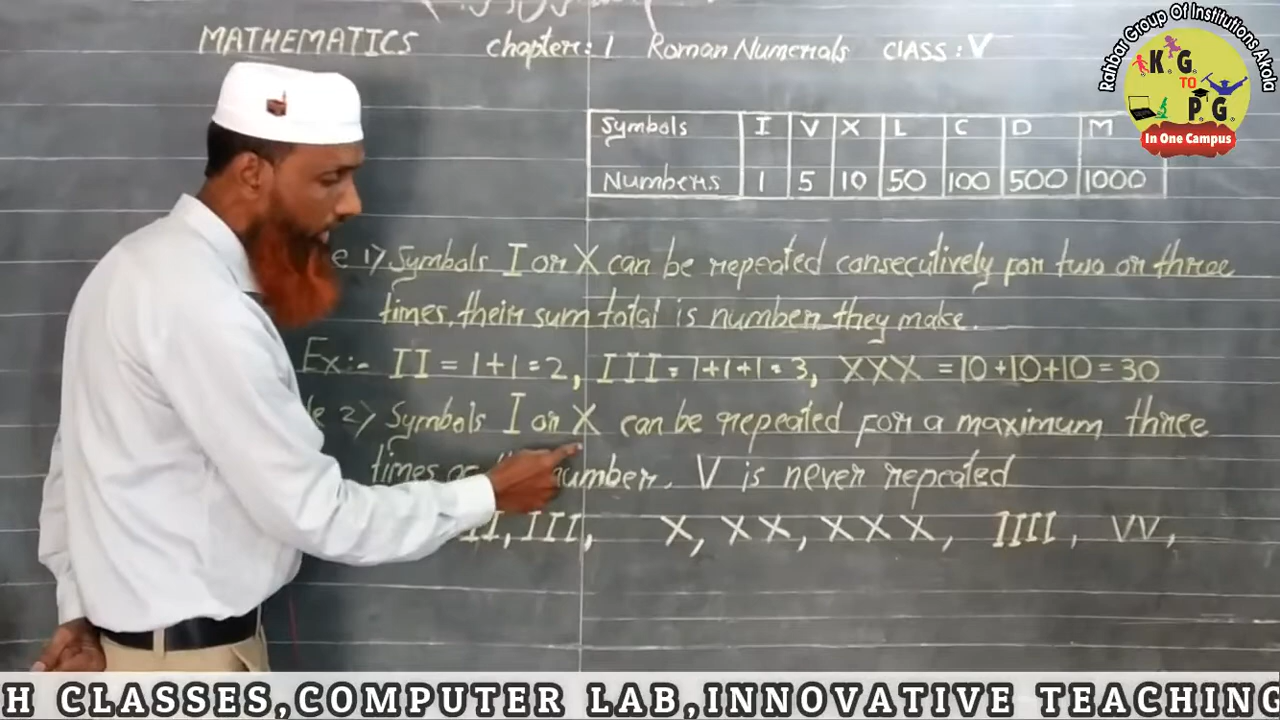 MATHEMATICS chapter: 1 Roman Numerals CLASS: V
Symbols I V X L C D M
Numbers 1 5 10 50 100 500 1000
e 1) Symbols I or X can be repeated consecutively for two or three
times, their sum total is number they make.
Ex:- II = 1+1=2, III = 1+1+1=3, XXX = 10+10+10=30
le 2) Symbols I or X can be repeated for a maximum three
times number. V is never repeated
II, III, X, XX, XXX, IIII, VV,
Rahbar Group Of Institutions Akola
K.G.
TO
P.G.
In One Campus
H CLASSES,COMPUTER LAB,INNOVATIVE TEACHING